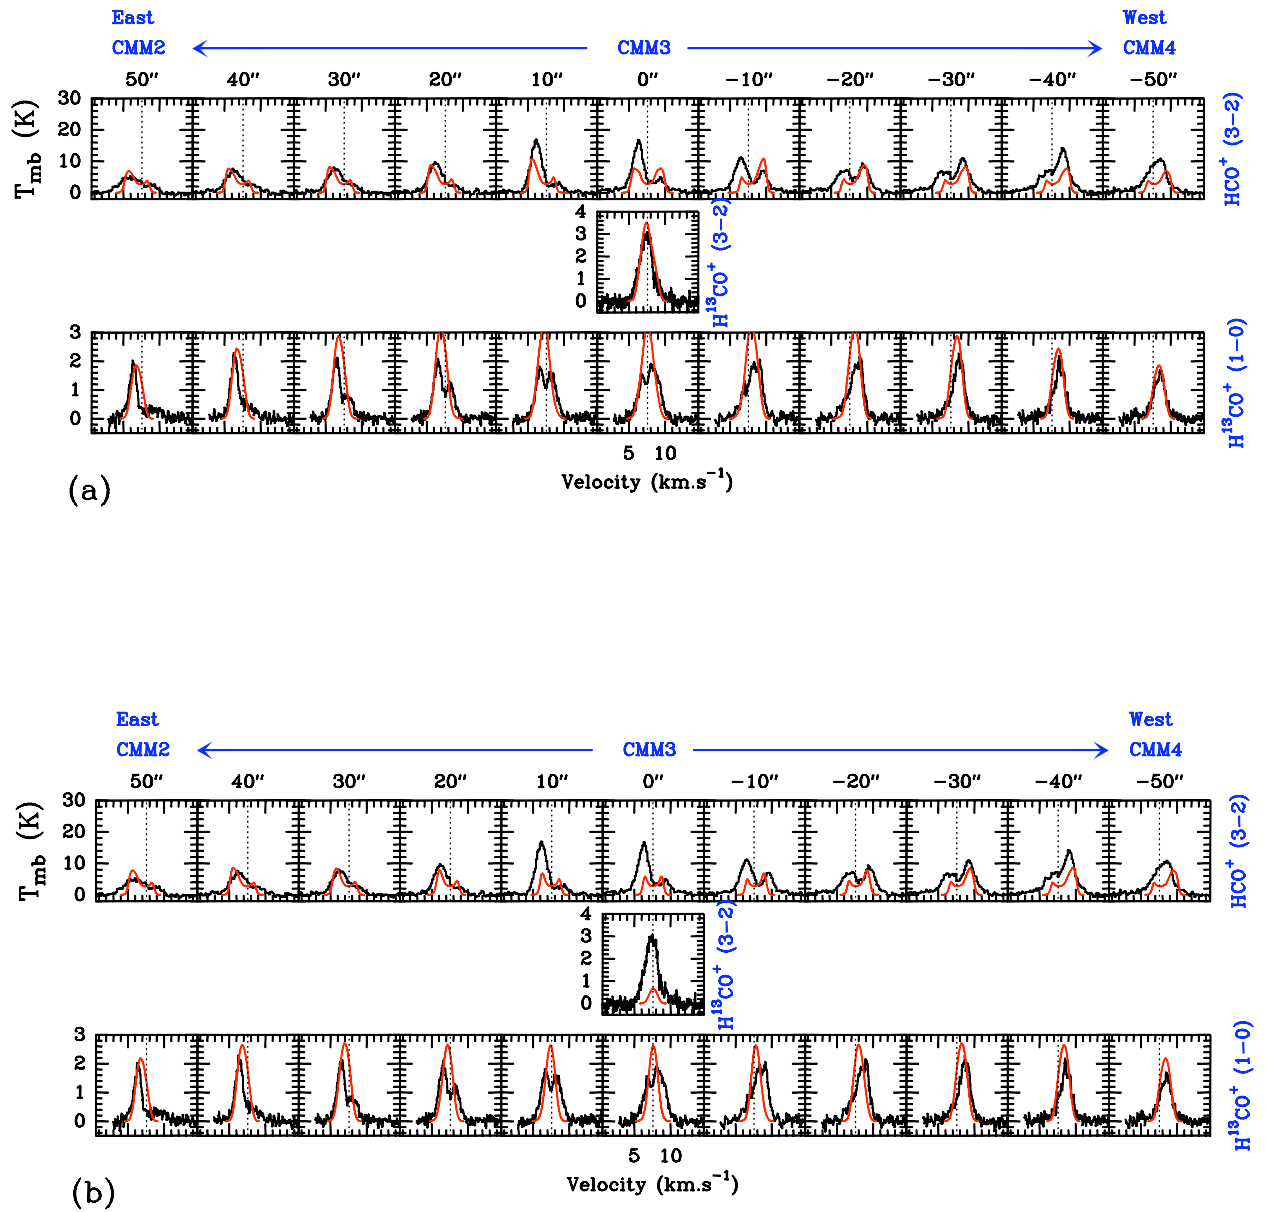 East West
CMM2 CMM3 CMM4
50″ 40″ 30″ 20″ 10″ 0″ −10″ −20″ −30″ −40″ −50″
30
20
10
0
T_mb (K)
HCO⁺ (3−2)
4
3
2
1
0
H¹³CO⁺ (3−2)
3
2
1
0
H¹³CO⁺ (1−0)
5 10
Velocity (km.s⁻¹)
(a)
East West
CMM2 CMM3 CMM4
50″ 40″ 30″ 20″ 10″ 0″ −10″ −20″ −30″ −40″ −50″
30
20
10
0
T_mb (K)
HCO⁺ (3−2)
4
3
2
1
0
H¹³CO⁺ (3−2)
3
2
1
0
H¹³CO⁺ (1−0)
5 10
Velocity (km.s⁻¹)
(b)